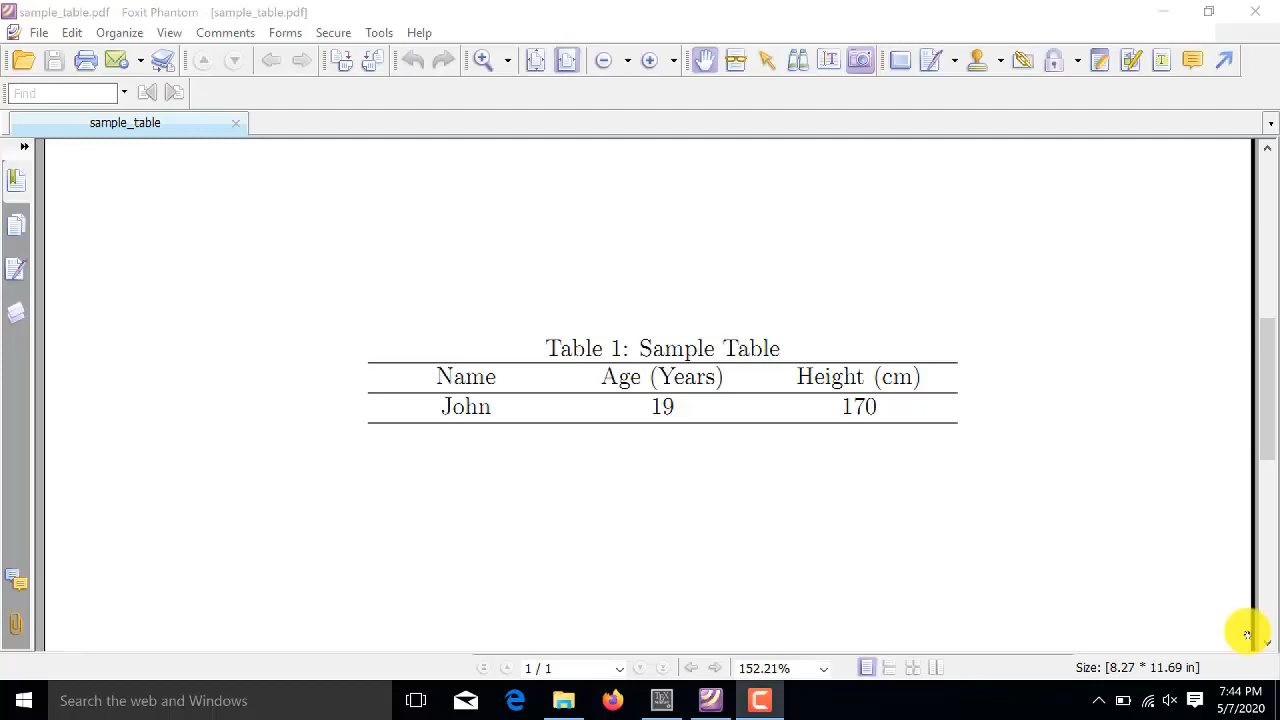 sample_table.pdf   Foxit Phantom   [sample_table.pdf]
File Edit Organize View Comments Forms Secure Tools Help
Find
sample_table
Table 1: Sample Table
Name Age (Years) Height (cm)
John 19 170
1 / 1
152.21%
Size: [8.27 * 11.69 in]
Search the web and Windows
7:44 PM
5/7/2020